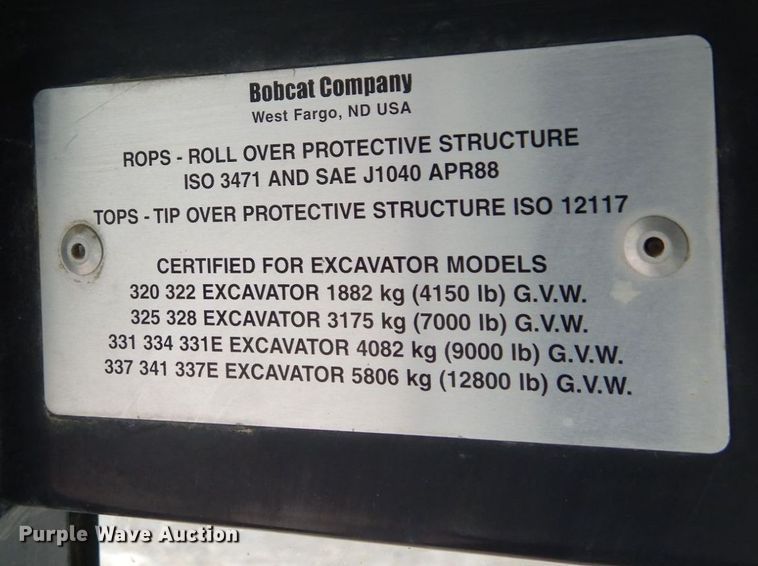 Bobcat Company
West Fargo, ND USA
ROPS - ROLL OVER PROTECTIVE STRUCTURE
ISO 3471 AND SAE J1040 APR88
TOPS - TIP OVER PROTECTIVE STRUCTURE ISO 12117
CERTIFIED FOR EXCAVATOR MODELS
320 322 EXCAVATOR 1882 kg (4150 lb) G.V.W.
325 328 EXCAVATOR 3175 kg (7000 lb) G.V.W.
331 334 331E EXCAVATOR 4082 kg (9000 lb) G.V.W.
337 341 337E EXCAVATOR 5806 kg (12800 lb) G.V.W.
Purple Wave Auction